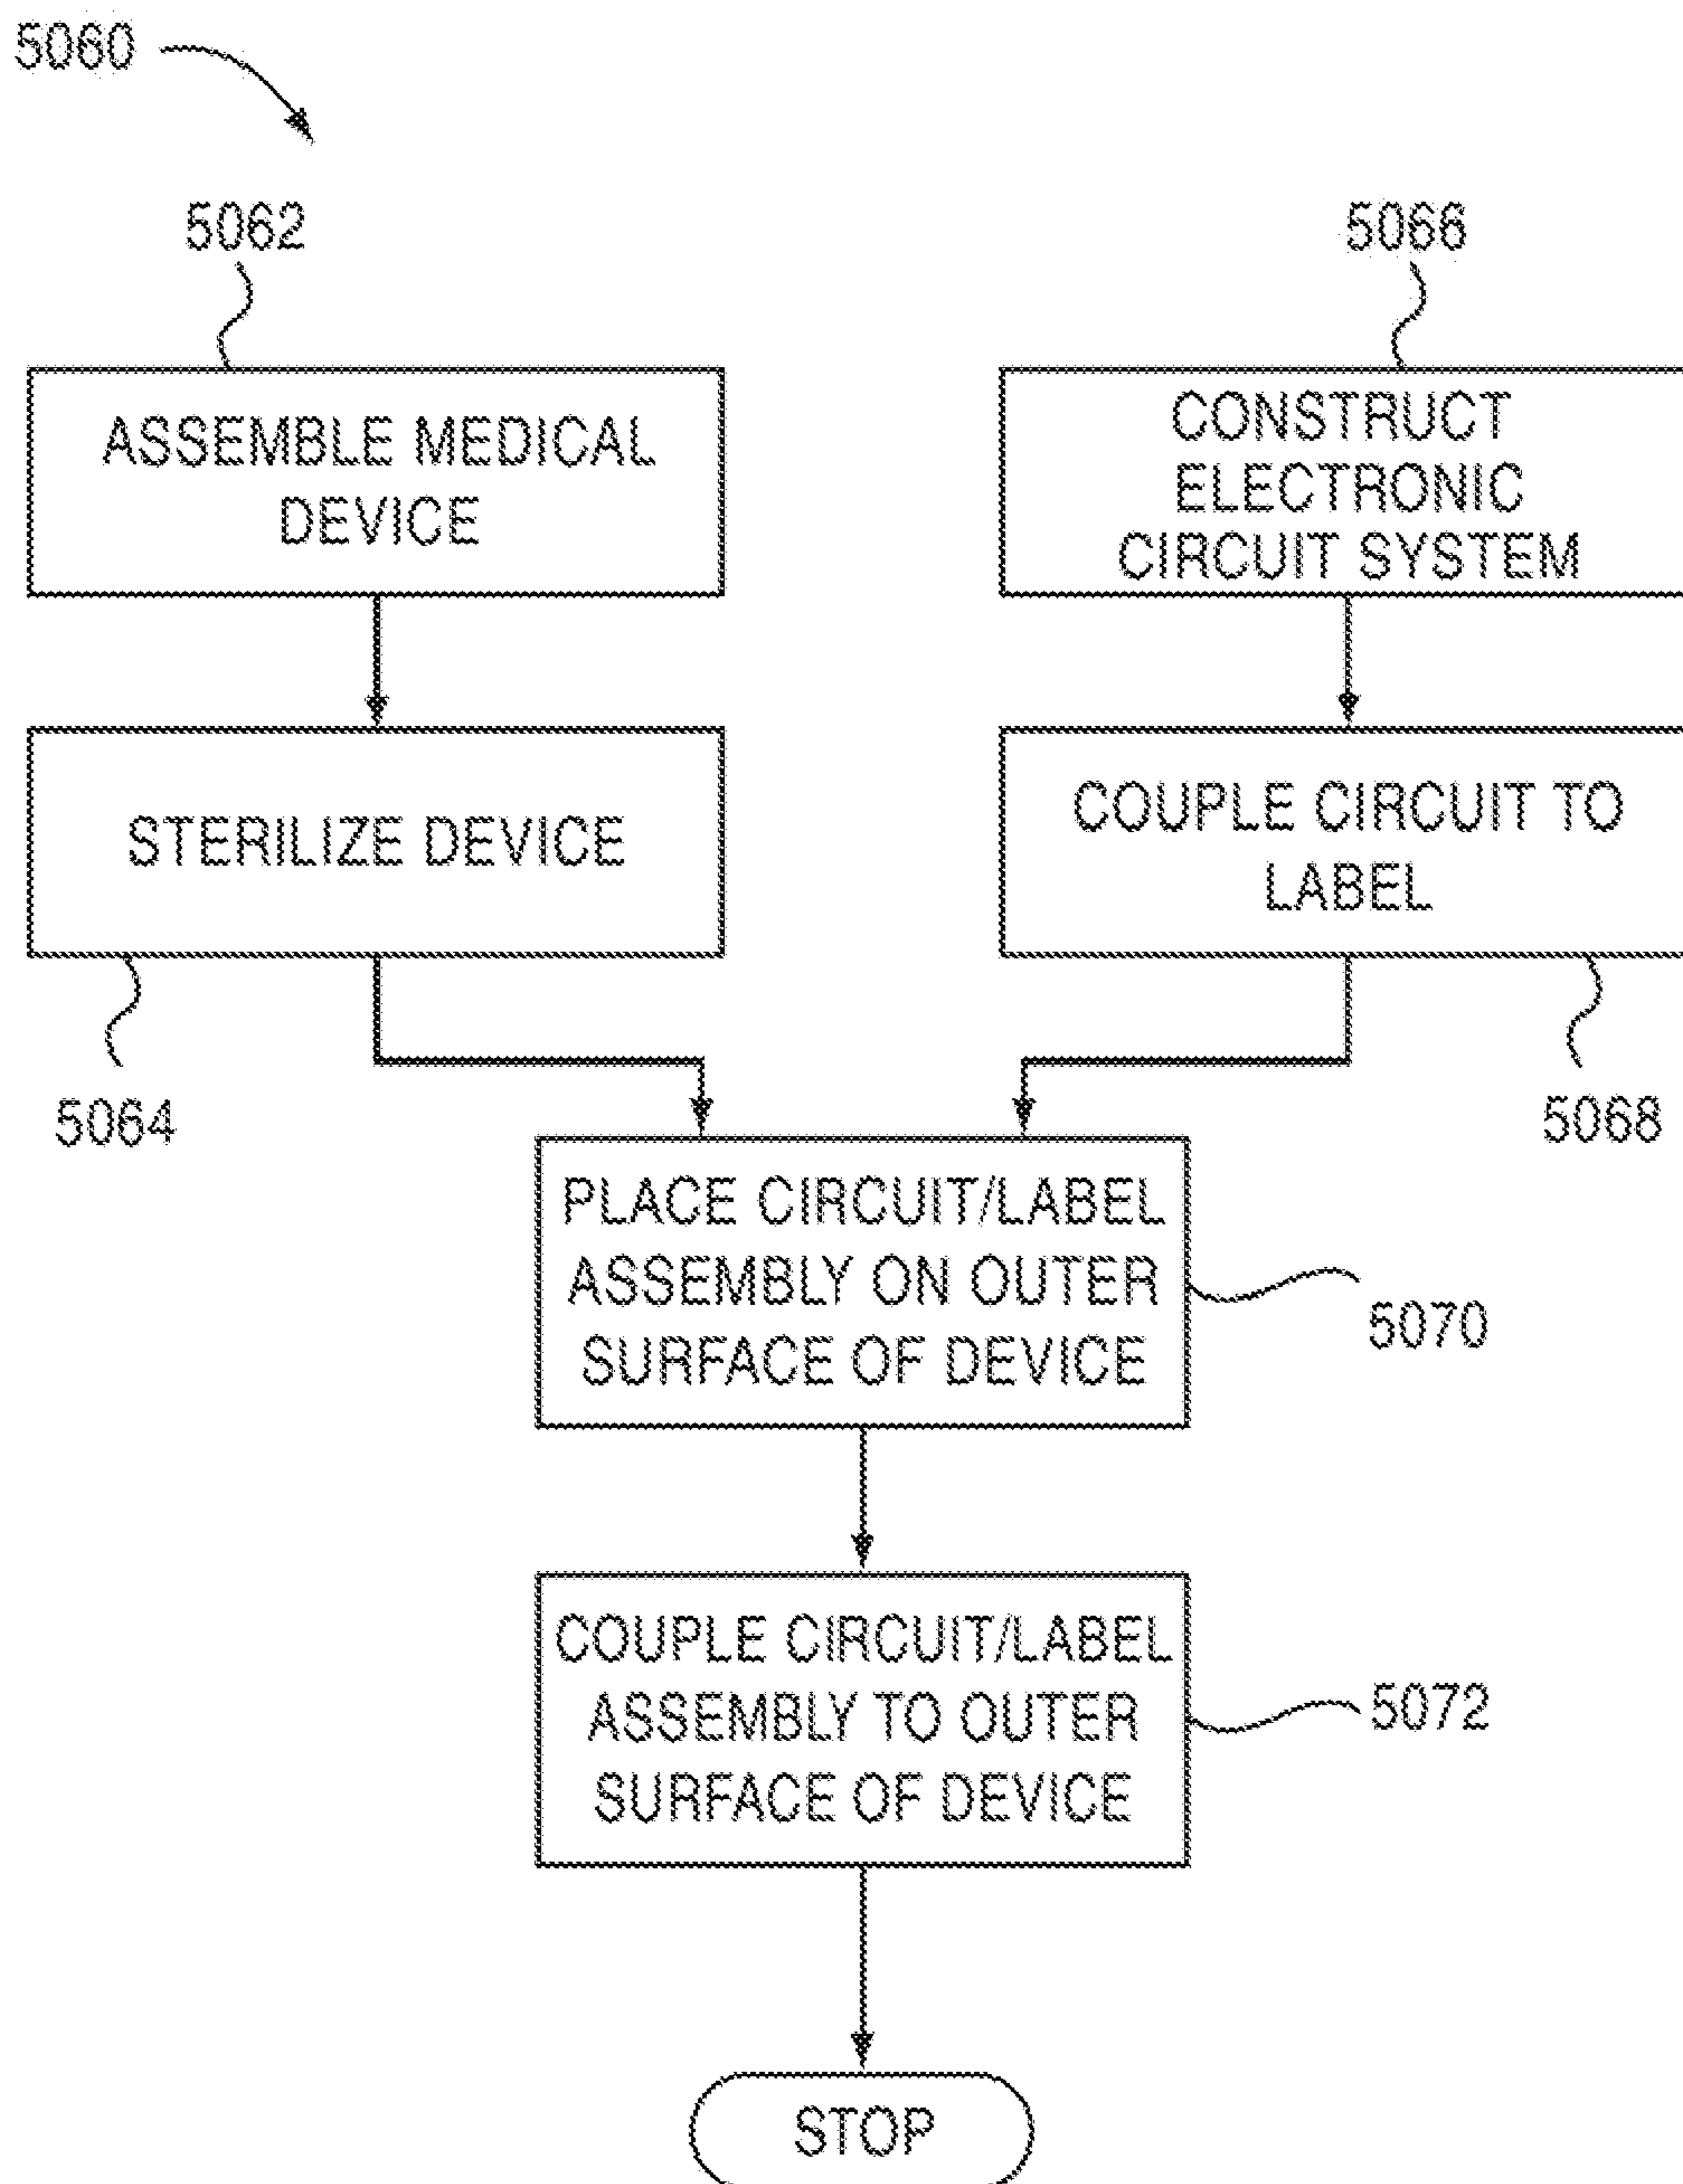 5060
5062
5066
ASSEMBLE MEDICAL
DEVICE
CONSTRUCT
ELECTRONIC
CIRCUIT SYSTEM
STERILIZE DEVICE
COUPLE CIRCUIT TO
LABEL
5064
5068
PLACE CIRCUIT/LABEL
ASSEMBLY ON OUTER
SURFACE OF DEVICE
5070
COUPLE CIRCUIT/LABEL
ASSEMBLY TO OUTER
SURFACE OF DEVICE
5072
STOP